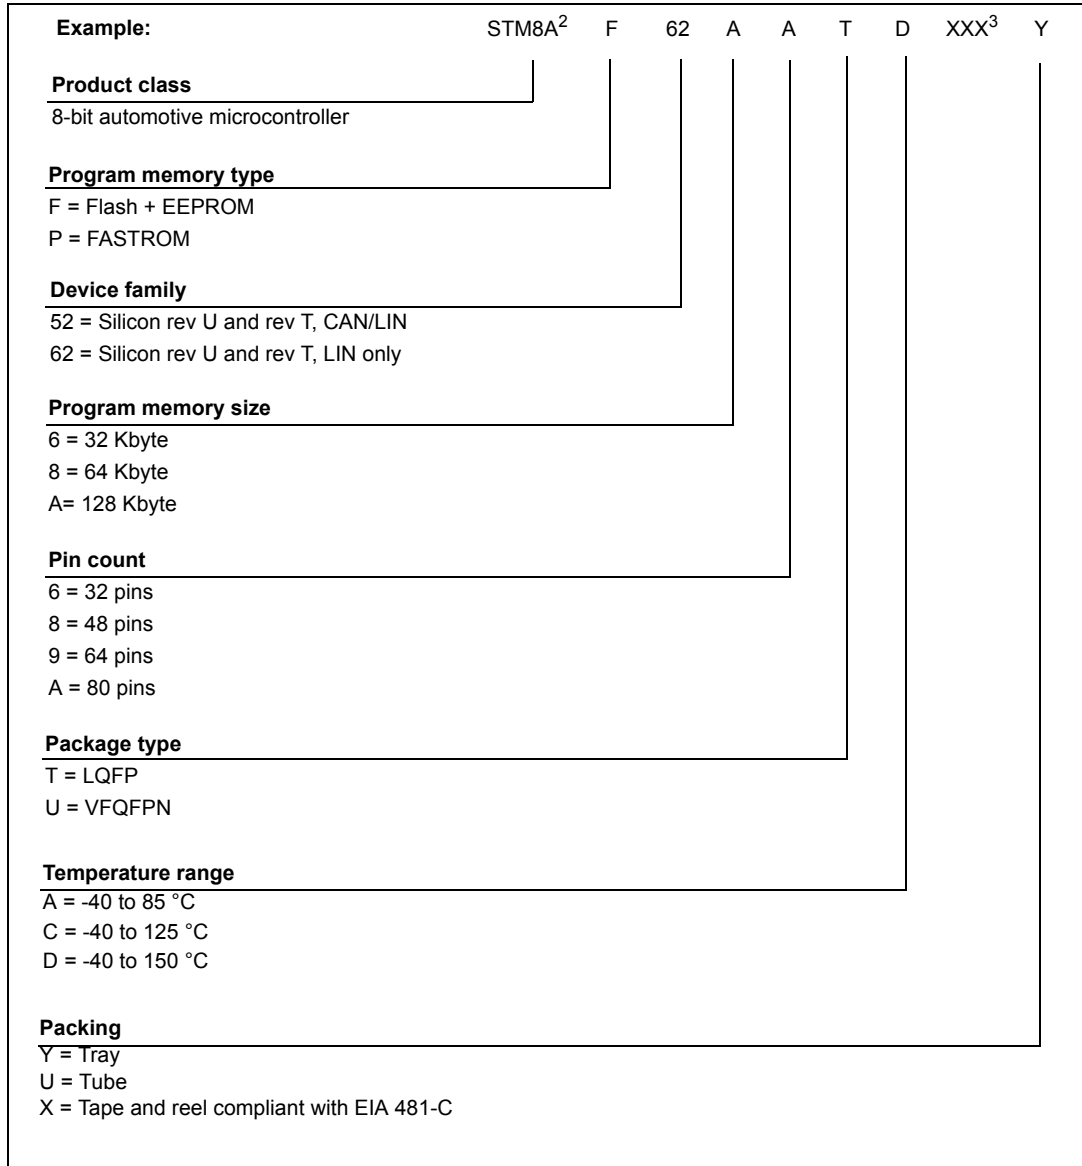 Example: STM8A2 F 62 A A T D XXX3 Y
Product class
8-bit automotive microcontroller
Program memory type
F = Flash + EEPROM
P = FASTROM
Device family
52 = Silicon rev U and rev T, CAN/LIN
62 = Silicon rev U and rev T, LIN only
Program memory size
6 = 32 Kbyte
8 = 64 Kbyte
A= 128 Kbyte
Pin count
6 = 32 pins
8 = 48 pins
9 = 64 pins
A = 80 pins
Package type
T = LQFP
U = VFQFPN
Temperature range
A = -40 to 85 °C
C = -40 to 125 °C
D = -40 to 150 °C
Packing
Y = Tray
U = Tube
X = Tape and reel compliant with EIA 481-C